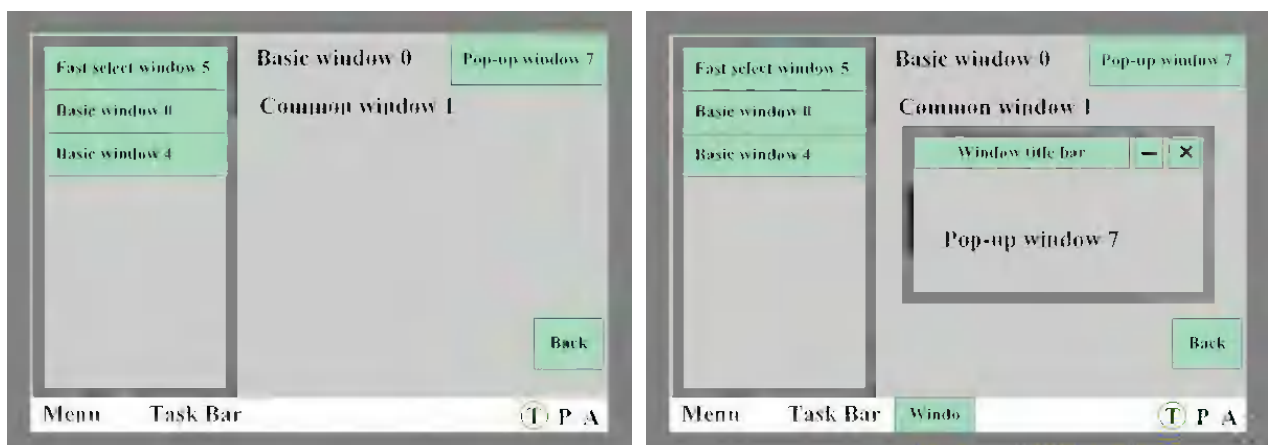 Fast select window 5
Basic window 0
Basic window 4
Basic window 0
Pop-up window 7
Common window 1
Back
Menu Task Bar T P A
Fast select window 5
Basic window 0
Basic window 4
Basic window 0
Pop-up window 7
Common window 1
Window title bar
Pop-up window 7
Back
Menu Task Bar Windo T P A